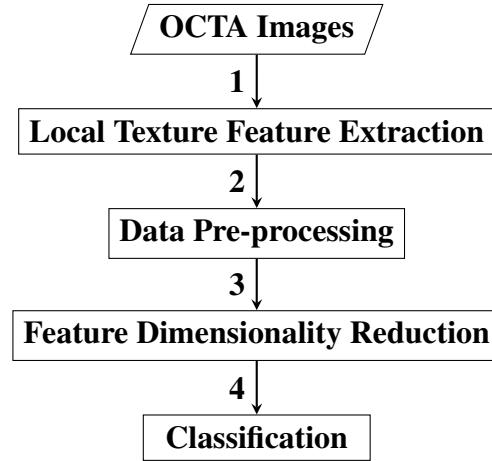 OCTA Images
1
Local Texture Feature Extraction
2
Data Pre-processing
3
Feature Dimensionality Reduction
4
Classification